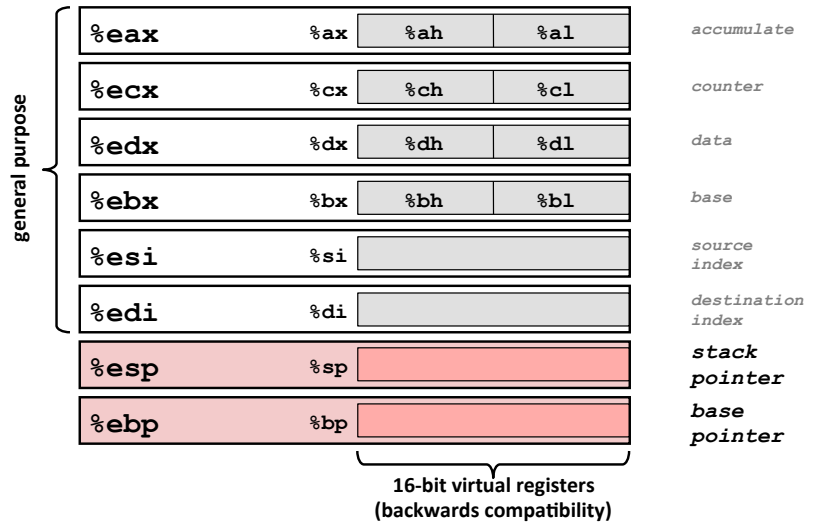 general purpose
%eax %ax %ah %al accumulate
%ecx %cx %ch %cl counter
%edx %dx %dh %dl data
%ebx %bx %bh %bl base
%esi %si source
index
%edi %di destination
index
%esp %sp stack
pointer
%ebp %bp base
pointer
16-bit virtual registers
(backwards compatibility)